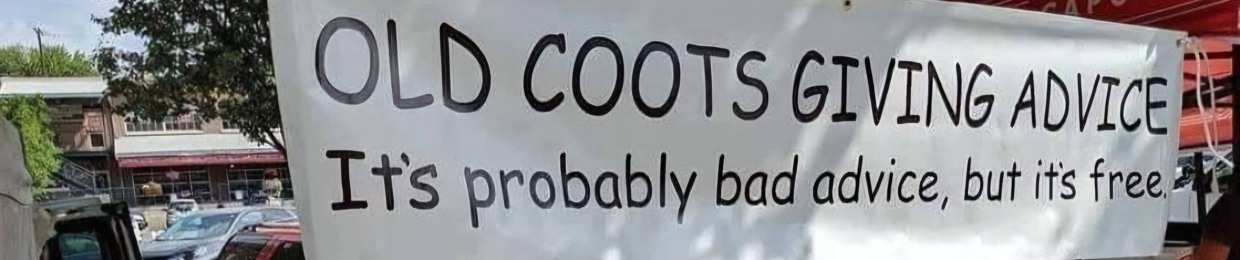 OLD COOTS GIVING ADVICE
It's probably bad advice, but it's free.